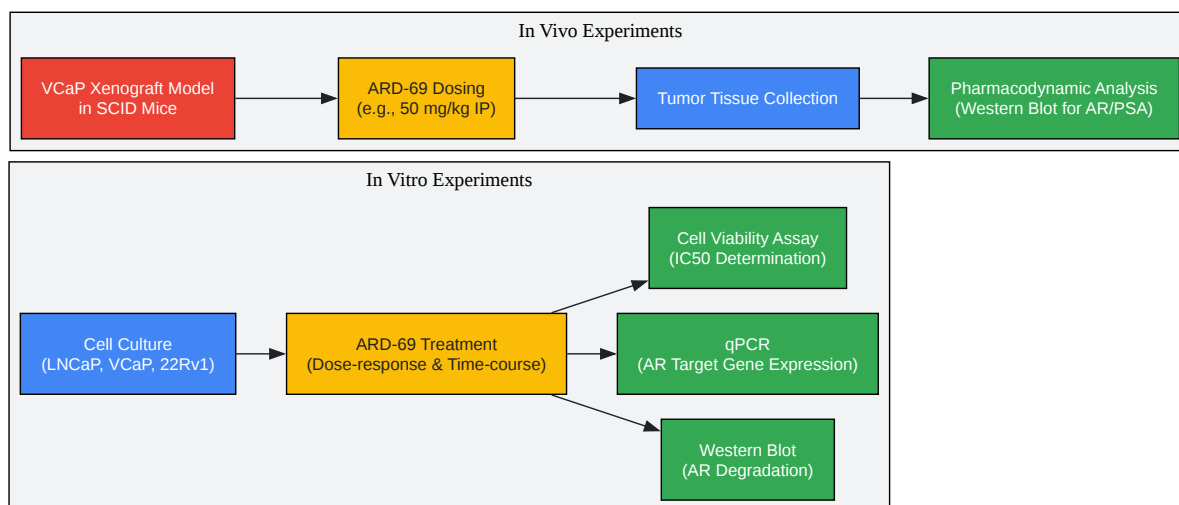 In Vivo Experiments
VCaP Xenograft Model
in SCID Mice
ARD-69 Dosing
(e.g., 50 mg/kg IP)
Tumor Tissue Collection
Pharmacodynamic Analysis
(Western Blot for AR/PSA)
In Vitro Experiments
Cell Culture
(LNCaP, VCaP, 22Rv1)
ARD-69 Treatment
(Dose-response & Time-course)
Cell Viability Assay
(IC50 Determination)
qPCR
(AR Target Gene Expression)
Western Blot
(AR Degradation)